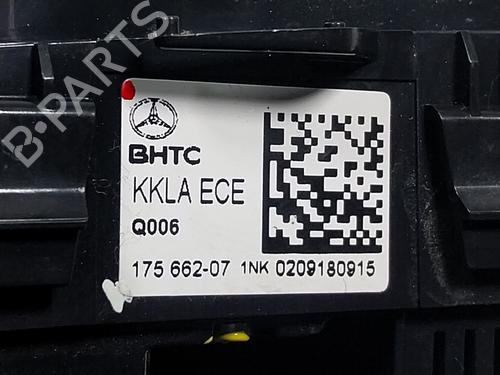 B-PARTS
BHTC
KKLA ECE
Q006
175 662-07 1NK 0209180915